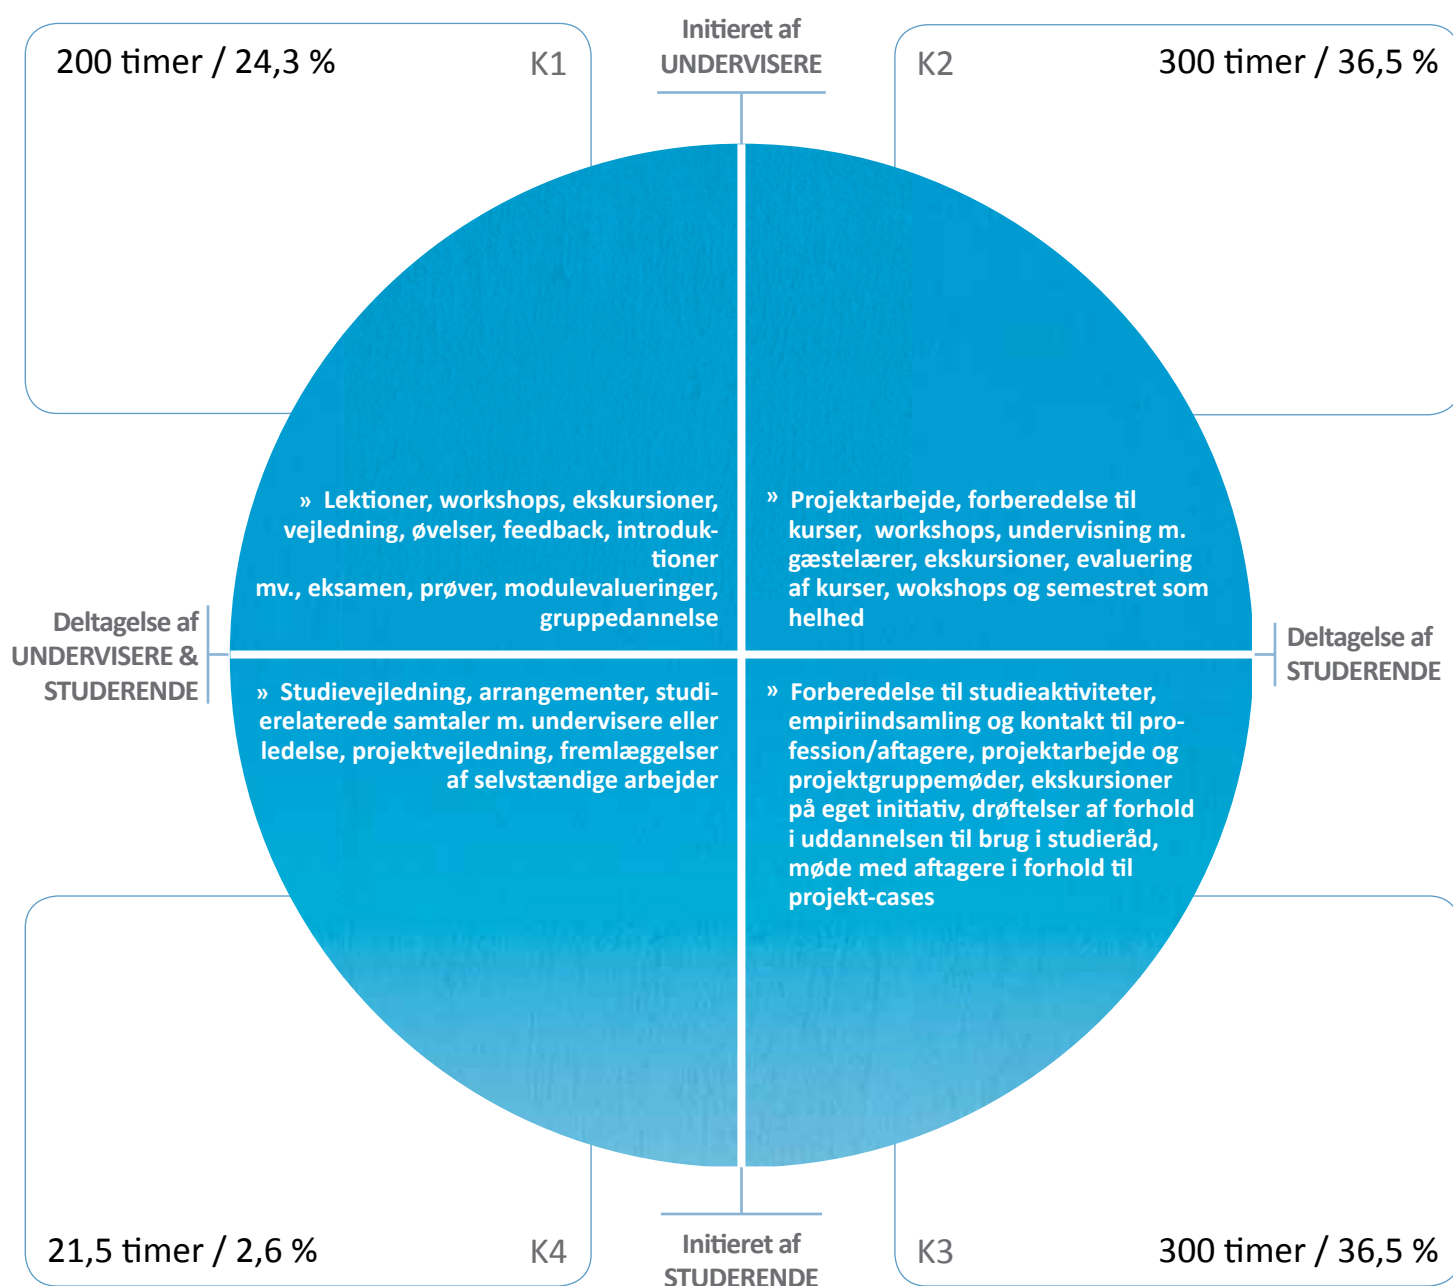 200 timer / 24,3 %
K1
Initieret af
UNDERVISERE
K2
300 timer / 36,5 %
» Lektioner, workshops, ekskursioner,
vejledning, øvelser, feedback, introduk-
tioner
mv., eksamen, prøver, modulevalueringer,
gruppedannelse
» Projektarbejde, forberedelse til
kurser, workshops, undervisning m.
gæstelærer, ekskursioner, evaluering
af kurser, wokshops og semestret som
helhed
Deltagelse af
UNDERVISERE &
STUDERENDE
Deltagelse af
STUDERENDE
» Studievejledning, arrangementer, studi-
erelaterede samtaler m. undervisere eller
ledelse, projektvejledning, fremlæggelser
af selvstændige arbejder
» Forberedelse til studieaktiviteter,
empiriindsamling og kontakt til pro-
fession/aftagere, projektarbejde og
projektgruppemøder, ekskursioner
på eget initiativ, drøftelser af forhold
i uddannelsen til brug i studieråd,
møde med aftagere i forhold til
projekt-cases
21,5 timer / 2,6 %
K4
Initieret af
STUDERENDE
K3
300 timer / 36,5 %